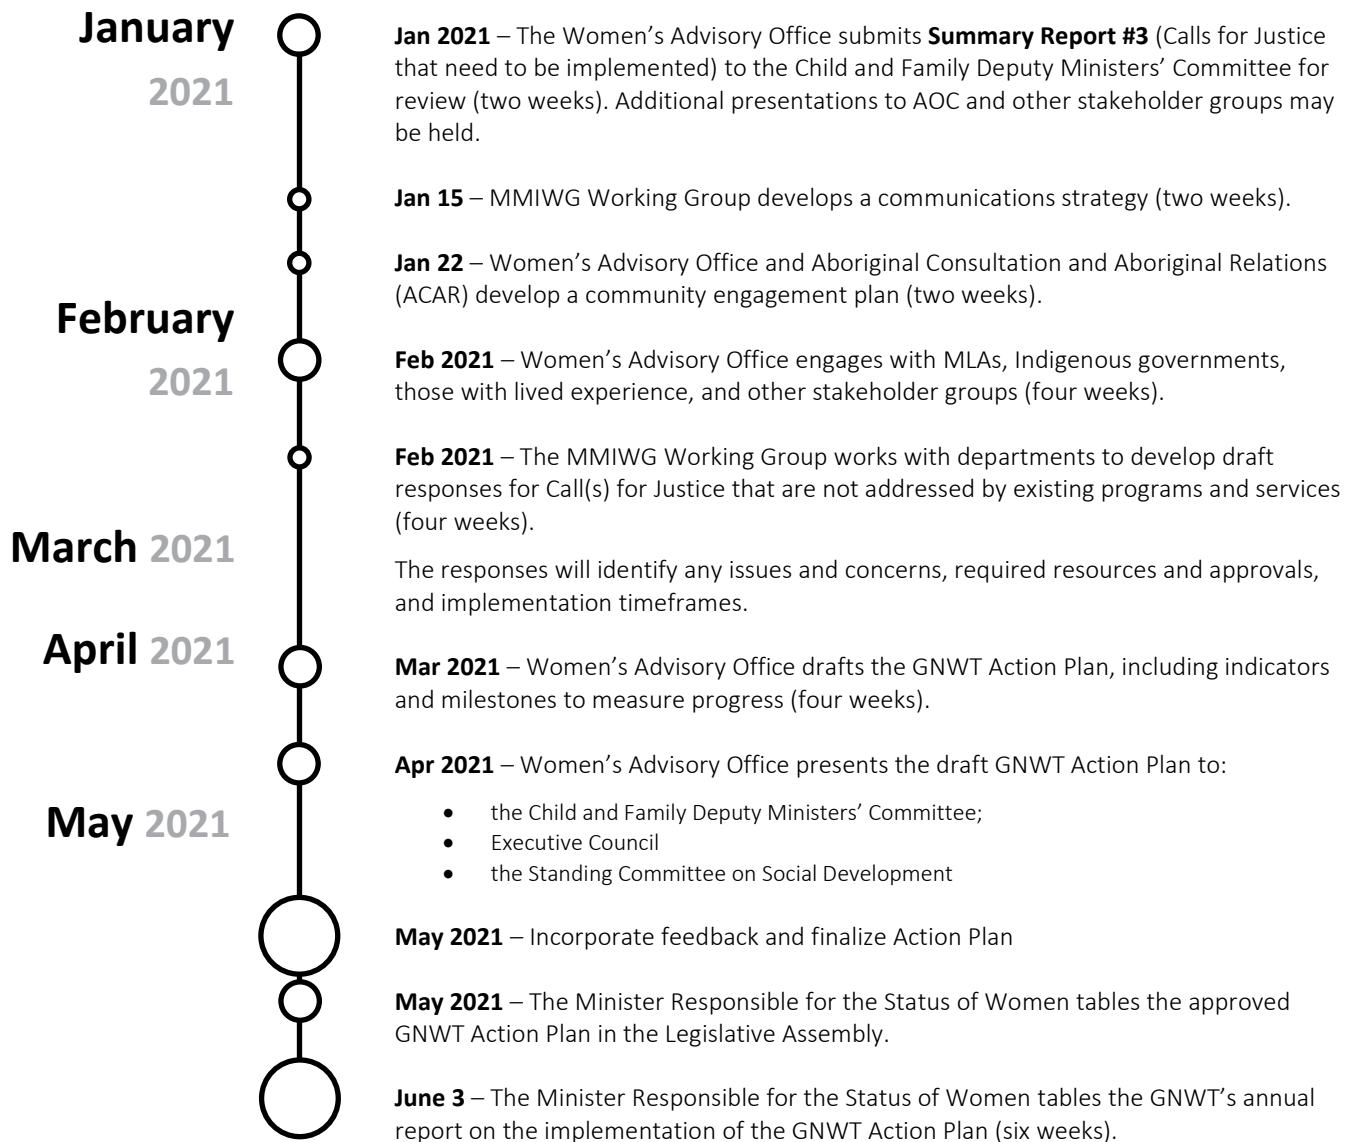 January
2021
Jan 2021 – The Women’s Advisory Office submits Summary Report #3 (Calls for Justice
that need to be implemented) to the Child and Family Deputy Ministers’ Committee for
review (two weeks). Additional presentations to AOC and other stakeholder groups may
be held.
Jan 15 – MMIWG Working Group develops a communications strategy (two weeks).
Jan 22 – Women’s Advisory Office and Aboriginal Consultation and Aboriginal Relations
(ACAR) develop a community engagement plan (two weeks).
February
2021
Feb 2021 – Women’s Advisory Office engages with MLAs, Indigenous governments,
those with lived experience, and other stakeholder groups (four weeks).
Feb 2021 – The MMIWG Working Group works with departments to develop draft
responses for Call(s) for Justice that are not addressed by existing programs and services
(four weeks).
March 2021
The responses will identify any issues and concerns, required resources and approvals,
and implementation timeframes.
April 2021
Mar 2021 – Women’s Advisory Office drafts the GNWT Action Plan, including indicators
and milestones to measure progress (four weeks).
Apr 2021 – Women’s Advisory Office presents the draft GNWT Action Plan to:
May 2021
• the Child and Family Deputy Ministers’ Committee;
• Executive Council
• the Standing Committee on Social Development
May 2021 – Incorporate feedback and finalize Action Plan
May 2021 – The Minister Responsible for the Status of Women tables the approved
GNWT Action Plan in the Legislative Assembly.
June 3 – The Minister Responsible for the Status of Women tables the GNWT’s annual
report on the implementation of the GNWT Action Plan (six weeks).